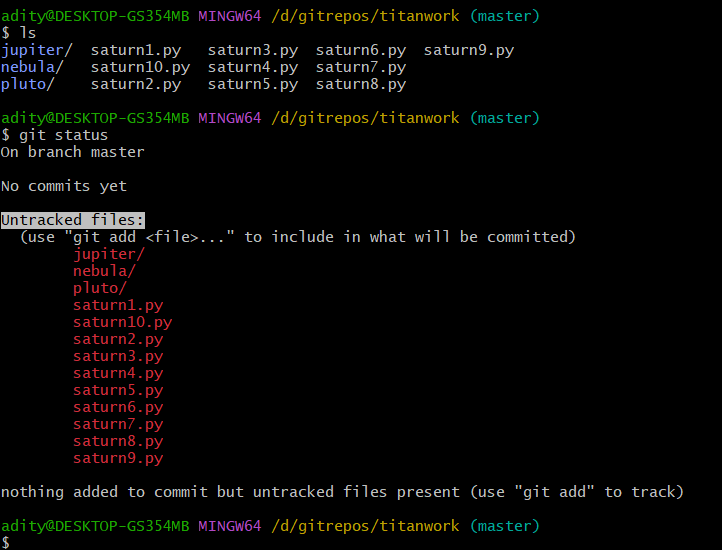 adity@DESKTOP-GS354MB MINGW64 /d/gitrepos/titanwork (master)
$ ls
jupiter/  saturn1.py   saturn3.py  saturn6.py  saturn9.py
nebula/   saturn10.py  saturn4.py  saturn7.py
pluto/    saturn2.py   saturn5.py  saturn8.py
adity@DESKTOP-GS354MB MINGW64 /d/gitrepos/titanwork (master)
$ git status
On branch master
No commits yet
Untracked files:
  (use "git add <file>..." to include in what will be committed)
        jupiter/
        nebula/
        pluto/
        saturn1.py
        saturn10.py
        saturn2.py
        saturn3.py
        saturn4.py
        saturn5.py
        saturn6.py
        saturn7.py
        saturn8.py
        saturn9.py
nothing added to commit but untracked files present (use "git add" to track)
adity@DESKTOP-GS354MB MINGW64 /d/gitrepos/titanwork (master)
$